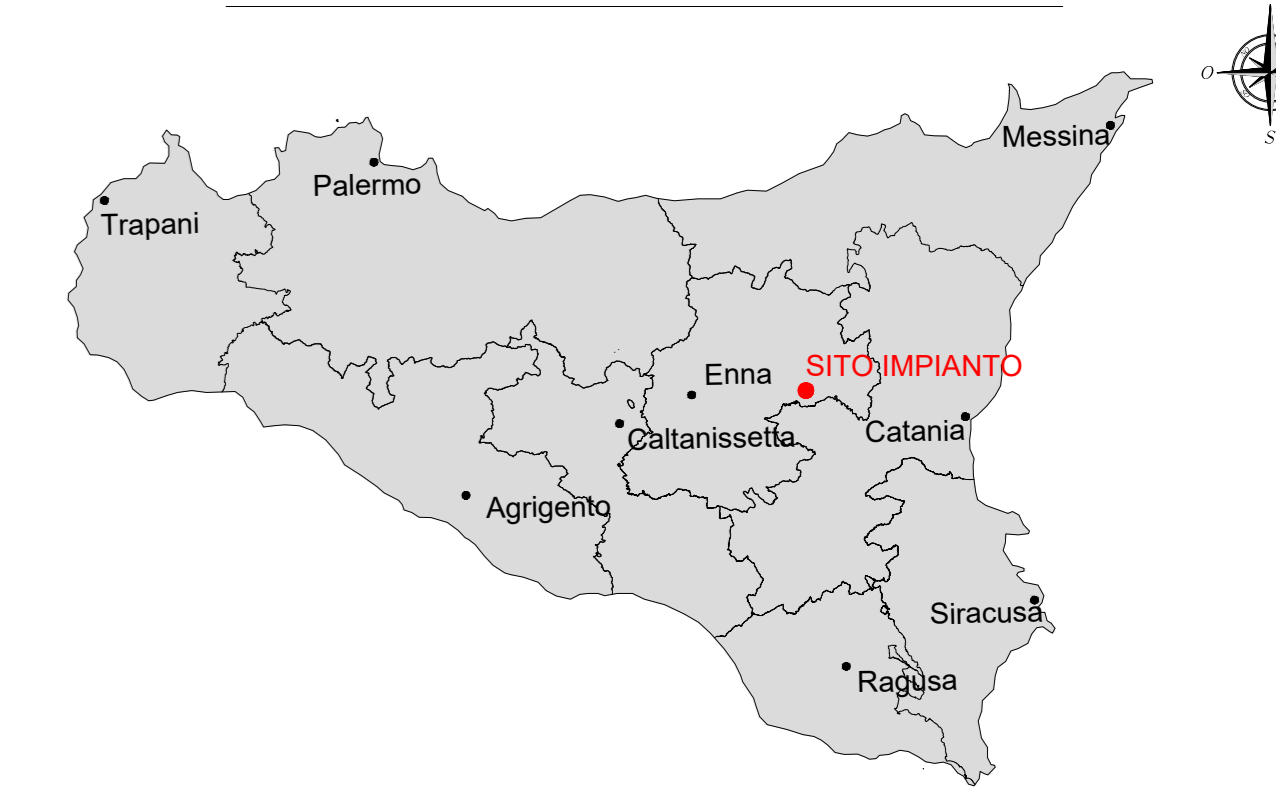 O
S
Messina
Palermo
Trapani
SITO IMPIANTO
Enna
Catania
Caltanissetta
Agrigento
Siracusa
Ragusa